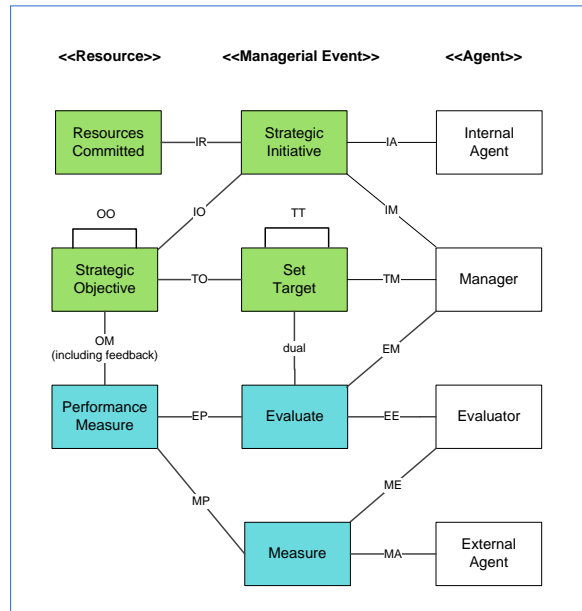 <<Resource>> <<Managerial Event>> <<Agent>>
Resources
Committed
IR
Strategic
Initiative
IA
Internal
Agent
OO
IO
TT
IM
Strategic
Objective
TO
Set
Target
TM
Manager
OM
(including feedback)
dual
EM
Performance
Measure
EP
Evaluate
EE
Evaluator
MP
ME
Measure
MA
External
Agent